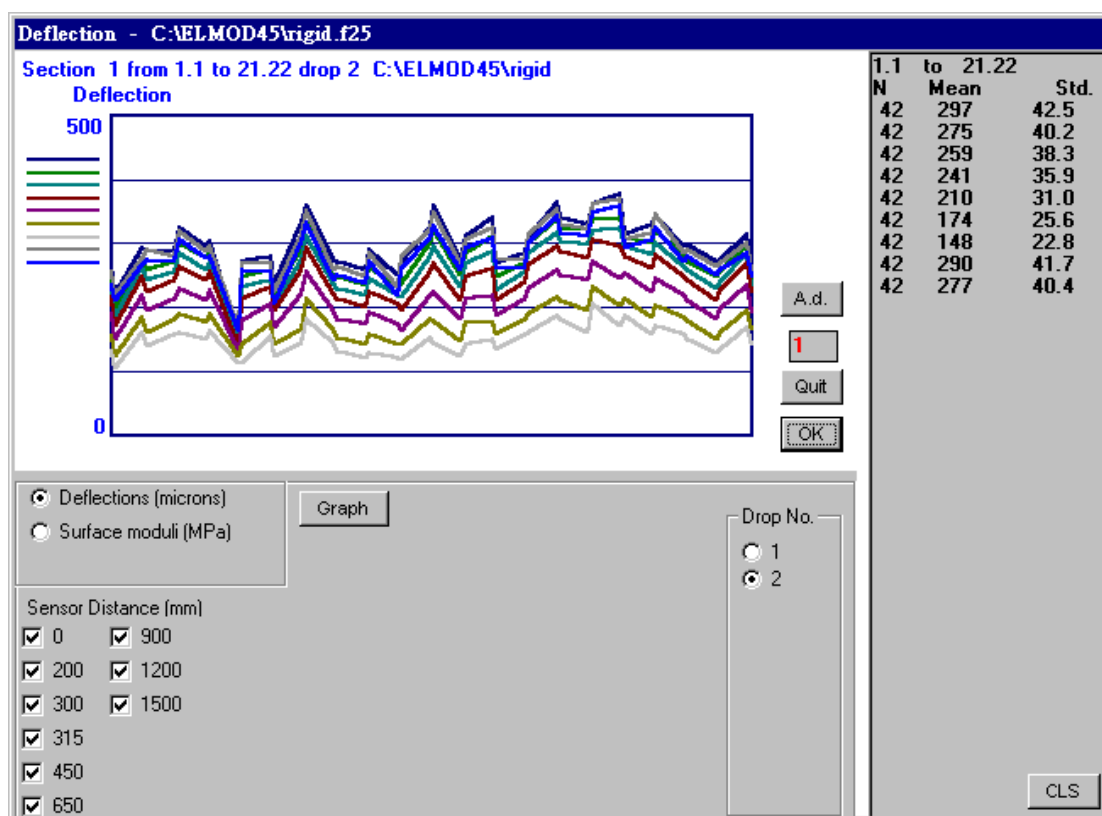 Deflection - C:\ELMOD45\rigid.f25
Section 1 from 1.1 to 21.22 drop 2 C:\ELMOD45\rigid
Deflection
500
0
A.d.
1
Quit
OK
1.1 to 21.22
N Mean Std.
42 297 42.5
42 275 40.2
42 259 38.3
42 241 35.9
42 210 31.0
42 174 25.6
42 148 22.8
42 290 41.7
42 277 40.4
Deflections (microns)
Surface moduli (MPa)
Graph
Drop No.
1
2
Sensor Distance (mm)
0 900
200 1200
300 1500
315
450
650
CLS